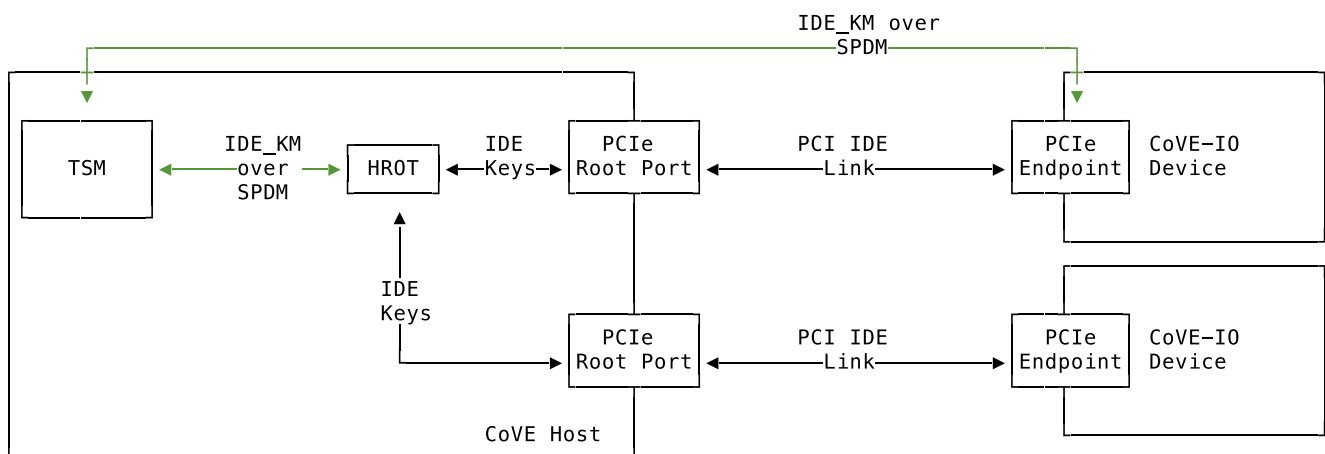 IDE_KM over
SPDM
TSM
IDE_KM
over
SPDM
HROT
IDE
Keys
PCIe
Root Port
PCI IDE
Link
PCIe
Endpoint
CoVE-IO
Device
IDE
Keys
PCIe
Root Port
PCI IDE
Link
PCIe
Endpoint
CoVE-IO
Device
CoVE Host